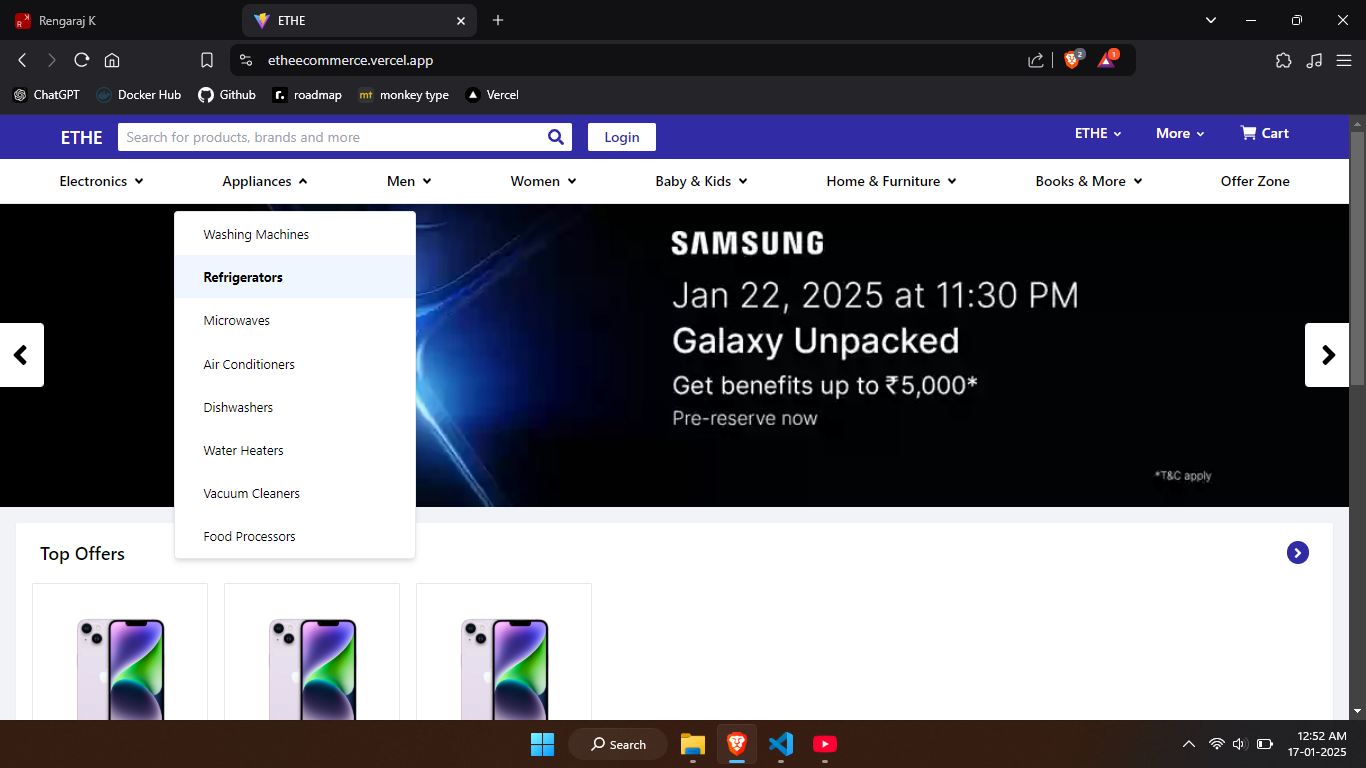 Rengaraj K
ETHE
etheecommerce.vercel.app
2
1
ChatGPT
Docker Hub
Github
r. roadmap
mt monkey type
Vercel
ETHE
Search for products, brands and more
Login
ETHE
More
Cart
Electronics
Appliances
Men
Women
Baby & Kids
Home & Furniture
Books & More
Offer Zone
Washing Machines
Refrigerators
Microwaves
Air Conditioners
Dishwashers
Water Heaters
Vacuum Cleaners
Food Processors
SAMSUNG
Jan 22, 2025 at 11:30 PM
Galaxy Unpacked
Get benefits up to ₹5,000*
Pre-reserve now
*T&C apply
Top Offers
Search
12:52 AM
17-01-2025